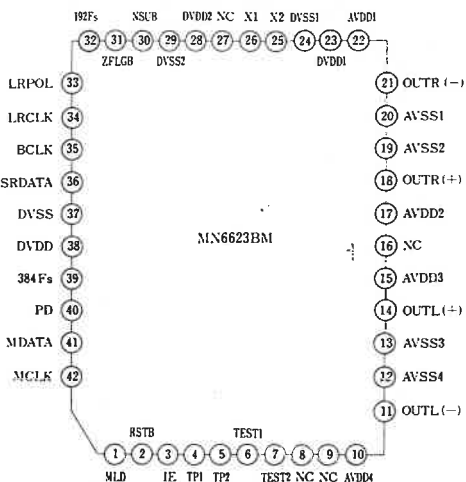 192Fs NSUB DVDD2 NC X1 X2 DVSS1 AVDD1
32 31 30 29 28 27 26 25 24 23 22
ZFLGB DVSS2 DVDD1
LRPOL 33
LRCLK 34
BCLK 35
SRDATA 36
DVSS 37
DVDD 38
384Fs 39
PD 40
MDATA 41
MCLK 42
MN6623BM
21 OUTR(−)
20 AVSS1
19 AVSS2
18 OUTR(+)
17 AVDD2
16 NC
15 AVDD3
14 OUTL(+)
13 AVSS3
12 AVSS4
11 OUTL(−)
RSTB TEST1
1 2 3 4 5 6 7 8 9 10
MLD IE TP1 TP2 TEST2 NC NC AVDD4